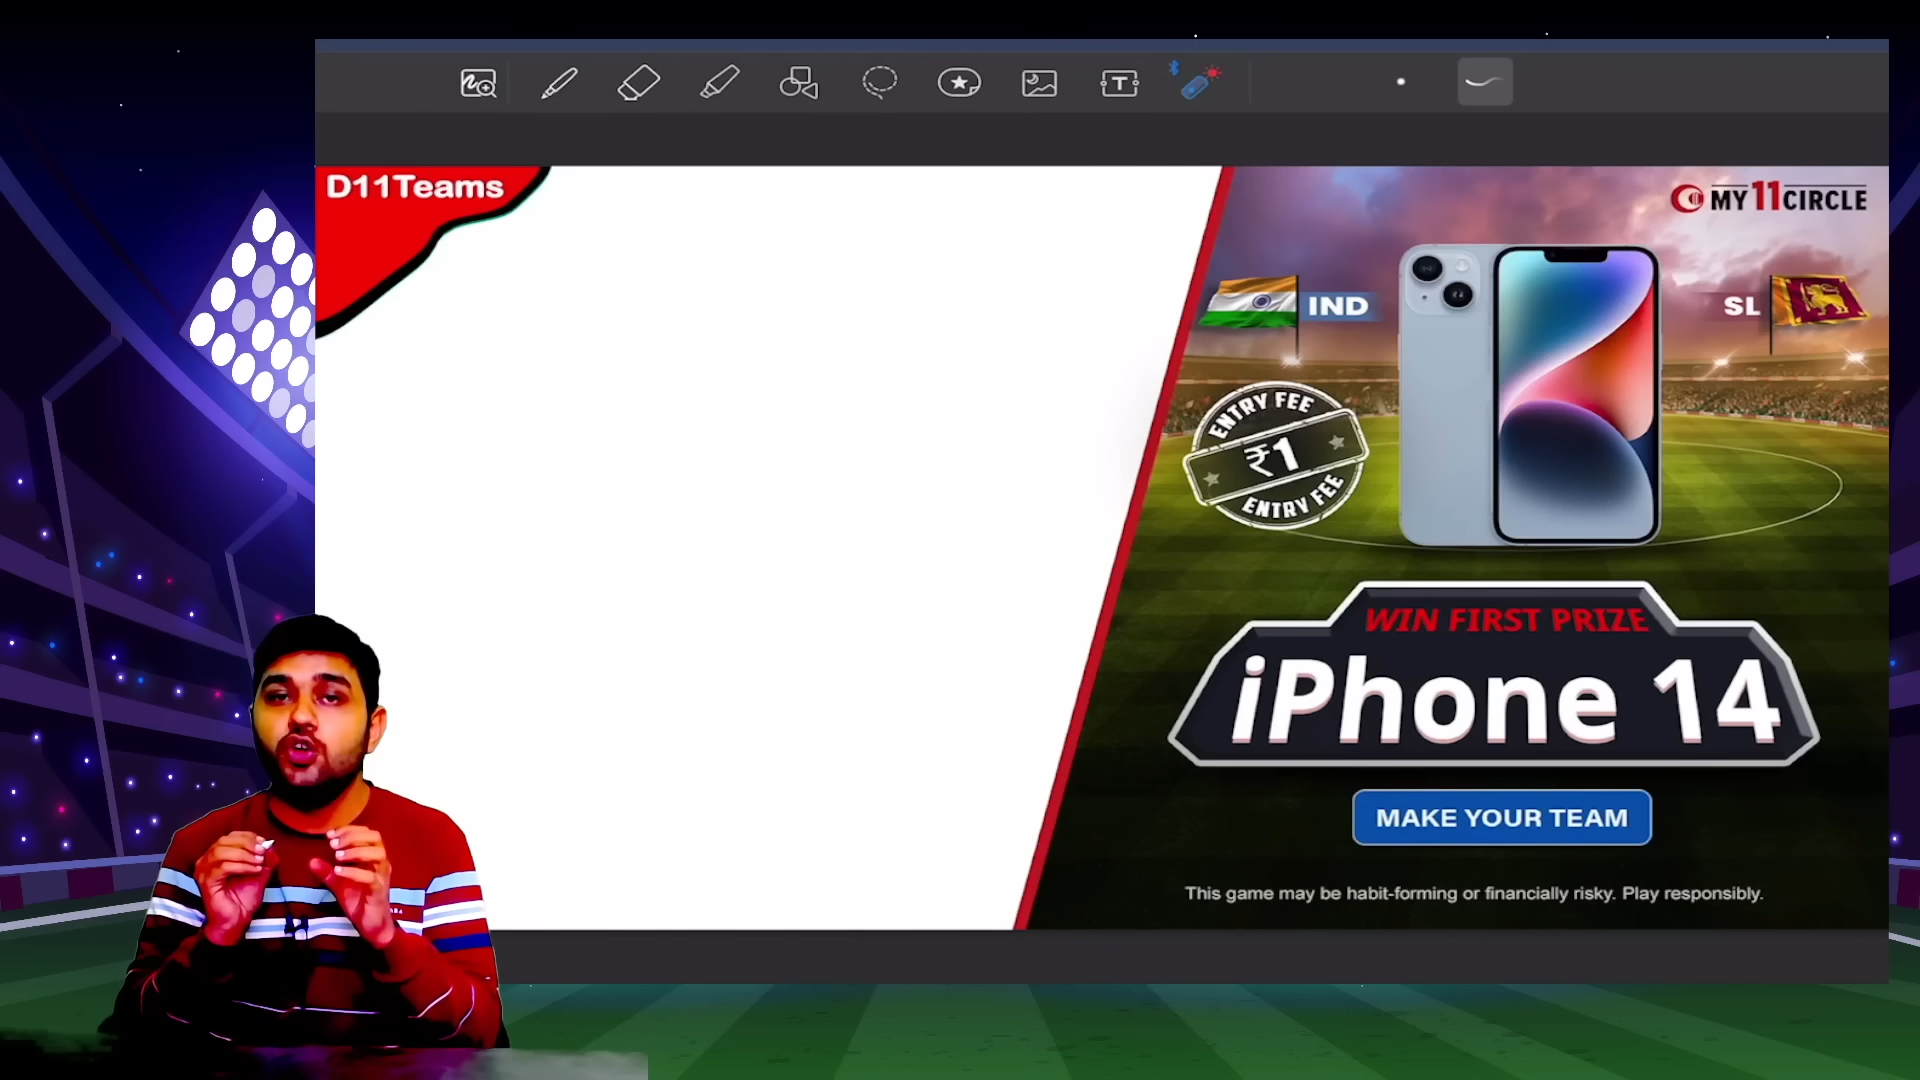 D11Teams
MY11CIRCLE
IND
SL
ENTRY FEE
₹1
ENTRY FEE
WIN FIRST PRIZE
iPhone 14
MAKE YOUR TEAM
This game may be habit-forming or financially risky. Play responsibly.